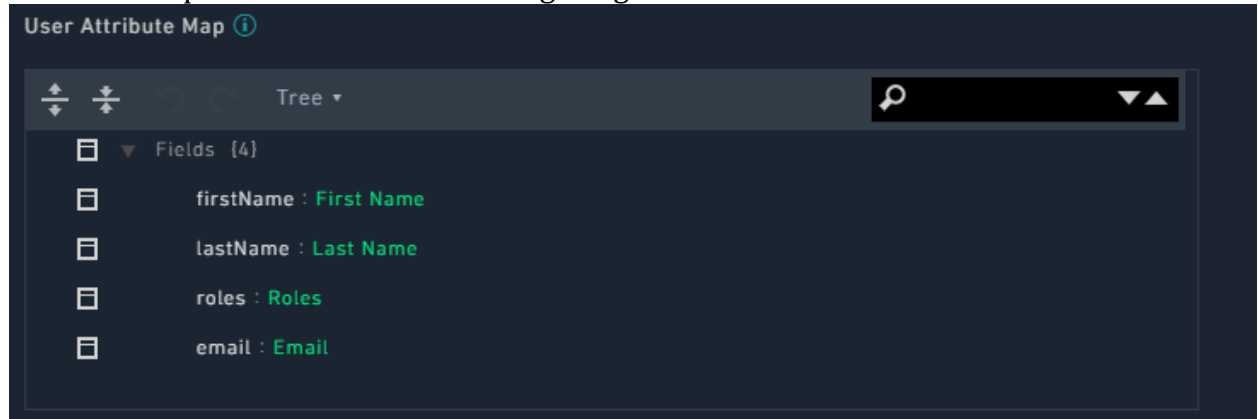 User Attribute Map
Tree
Fields {4}
firstName : First Name
lastName : Last Name
roles : Roles
email : Email